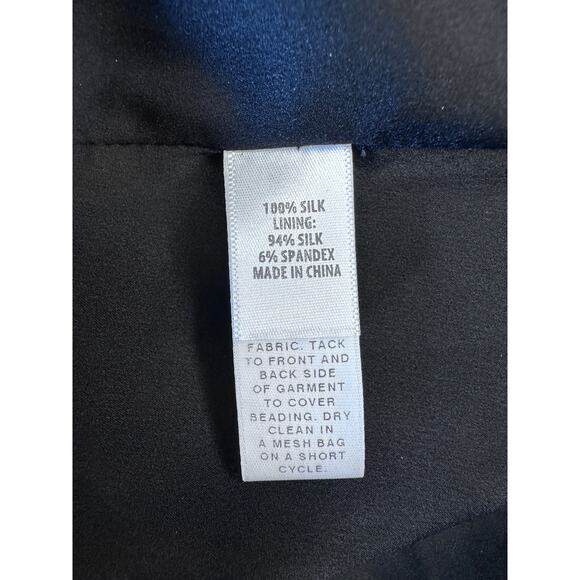 100% SILK
LINING:
94% SILK
6% SPANDEX
MADE IN CHINA
FABRIC. TACK
TO FRONT AND
BACK SIDE
OF GARMENT
TO COVER
BEADING. DRY
CLEAN IN
A MESH BAG
ON A SHORT
CYCLE.